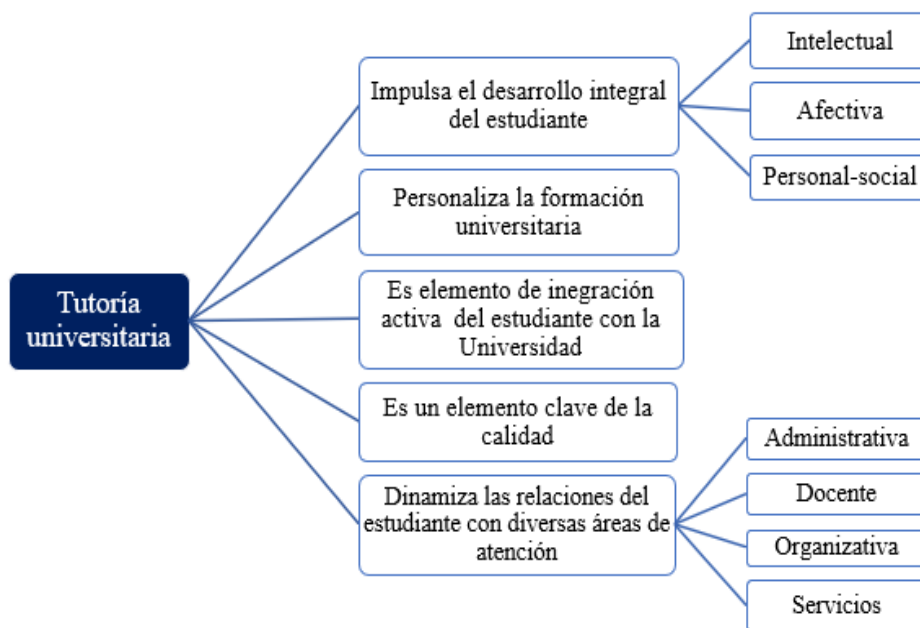 Tutoría
universitaria
Impulsa el desarrollo integral
del estudiante
Intelectual
Afectiva
Personal-social
Personaliza la formación
universitaria
Es elemento de inegración
activa del estudiante con la
Universidad
Es un elemento clave de la
calidad
Dinamiza las relaciones del
estudiante con diversas áreas de
atención
Administrativa
Docente
Organizativa
Servicios